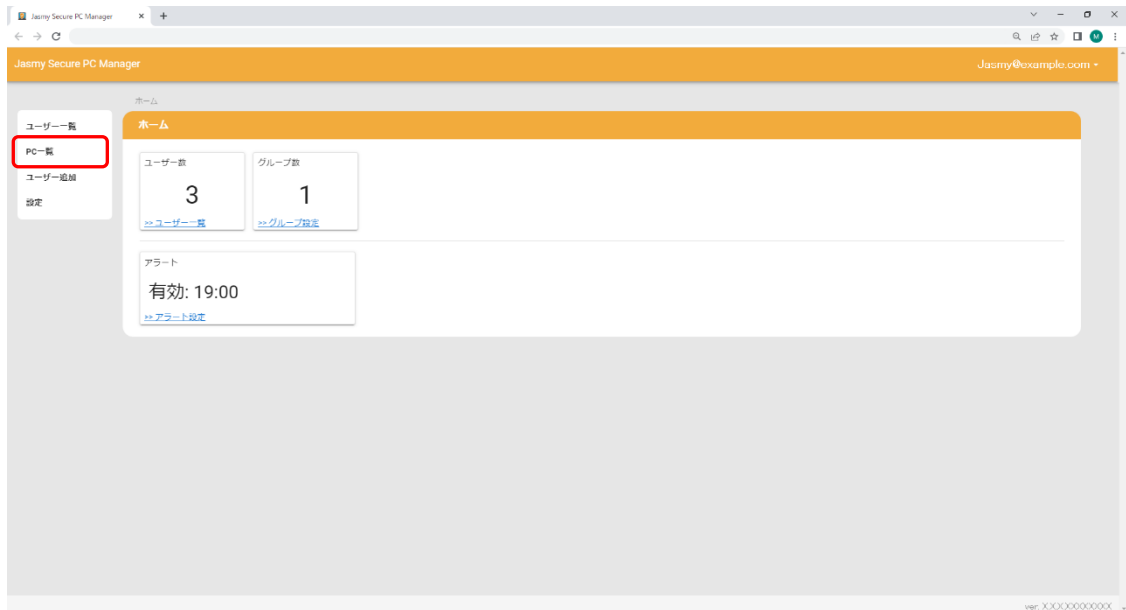 Jasmy Secure PC Manager
M
Jasmy Secure PC Manager
Jasmy@example.com
ホーム
ユーザー一覧
PC一覧
ユーザー追加
設定
ホーム
ユーザー数
3
>> ユーザー一覧
グループ数
1
>> グループ設定
アラート
有効: 19:00
>> アラート設定
ver. XXXXXXXXXXX